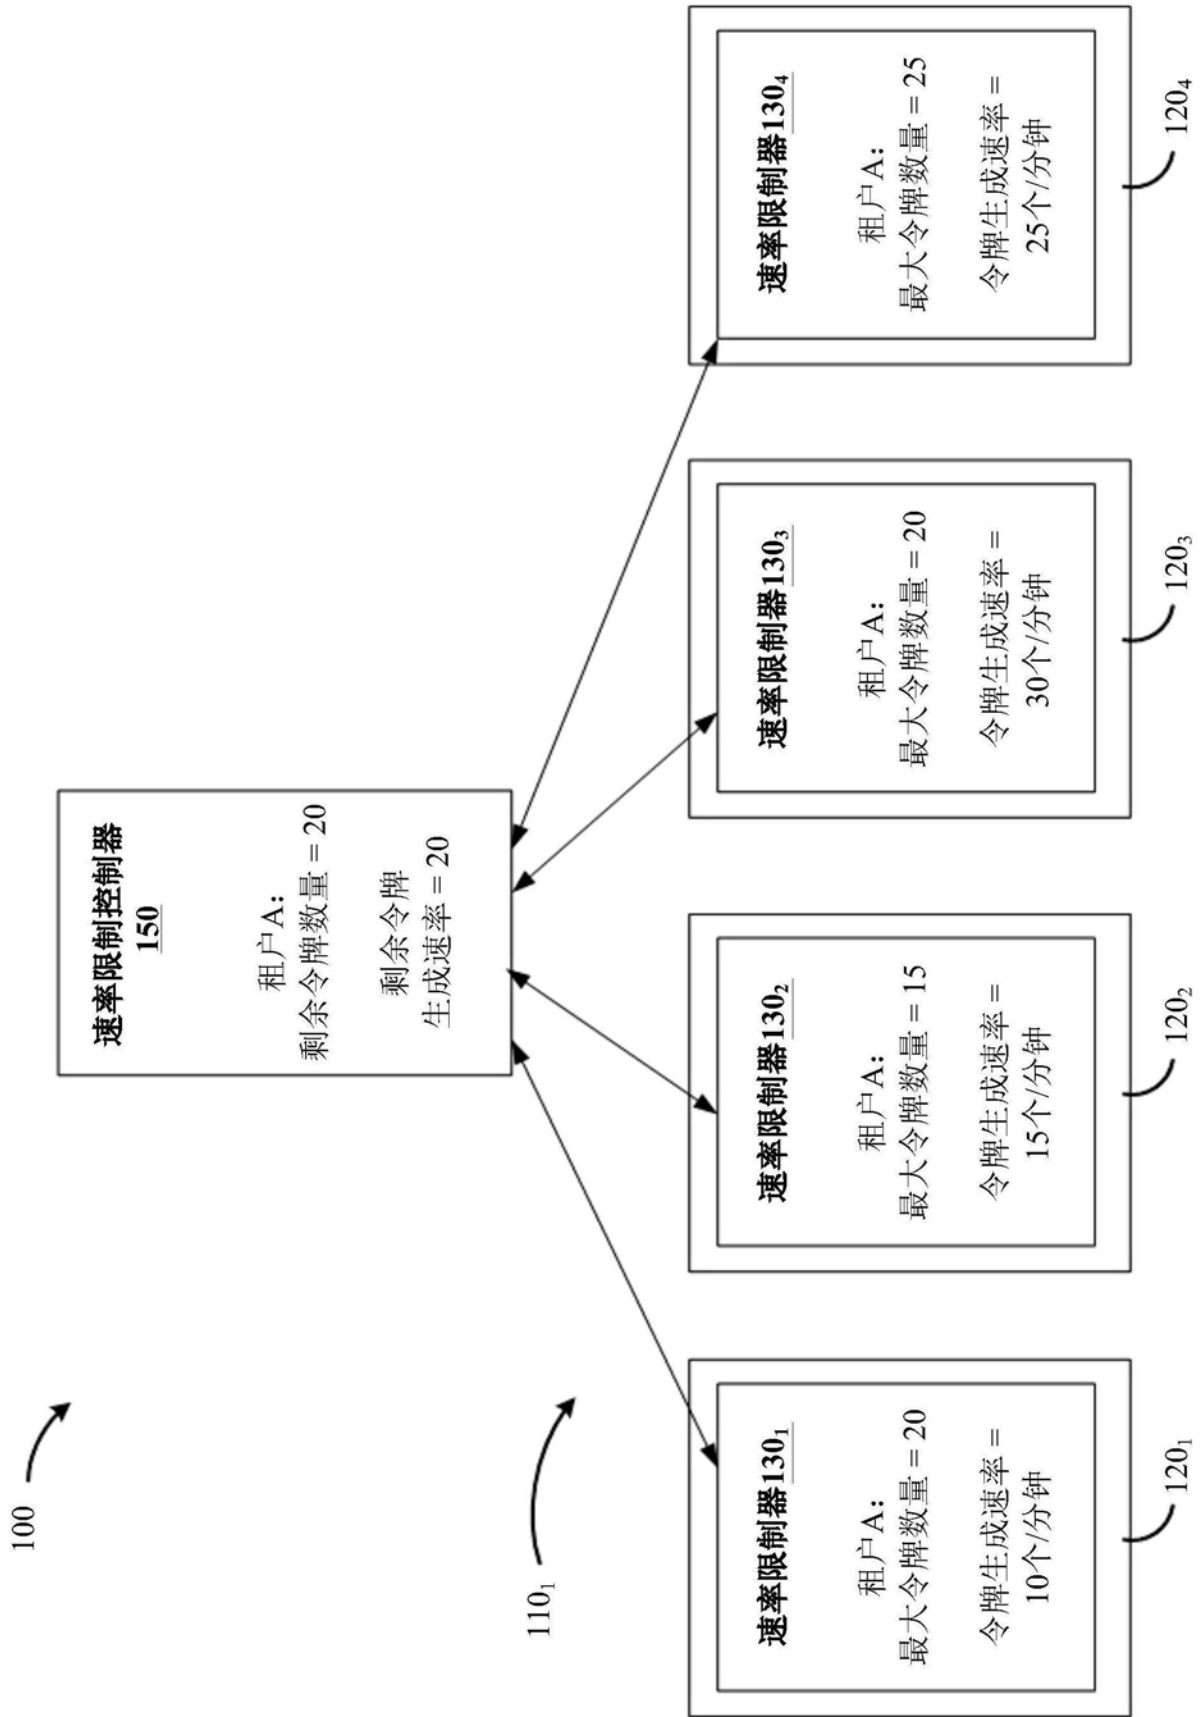 100
速率限制控制器
150
租户A:
剩余令牌数量 = 20
剩余令牌
生成速率 = 20
110₁
速率限制器130₁
租户A:
最大令牌数量 = 20
令牌生成速率 =
10个/分钟
120₁
速率限制器130₂
租户A:
最大令牌数量 = 15
令牌生成速率 =
15个/分钟
120₂
速率限制器130₃
租户A:
最大令牌数量 = 20
令牌生成速率 =
30个/分钟
120₃
速率限制器130₄
租户A:
最大令牌数量 = 25
令牌生成速率 =
25个/分钟
120₄